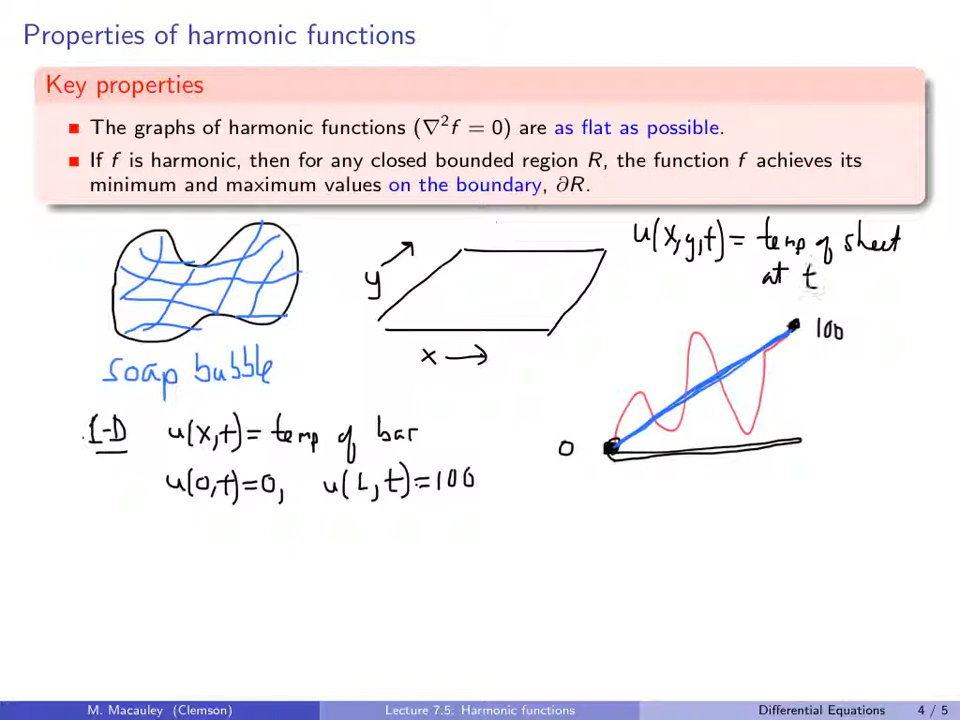 Properties of harmonic functions
Key properties
The graphs of harmonic functions (∇²f = 0) are as flat as possible.
If f is harmonic, then for any closed bounded region R, the function f achieves its
minimum and maximum values on the boundary, ∂R.
u(x,y,t)= temp of sheet
at t
y
x
soap bubble
100
0
1-D u(x,t)= temp of bar
u(0,t)=0, u(L,t)=100
M. Macauley (Clemson) Lecture 7.5: Harmonic functions Differential Equations 4 / 5